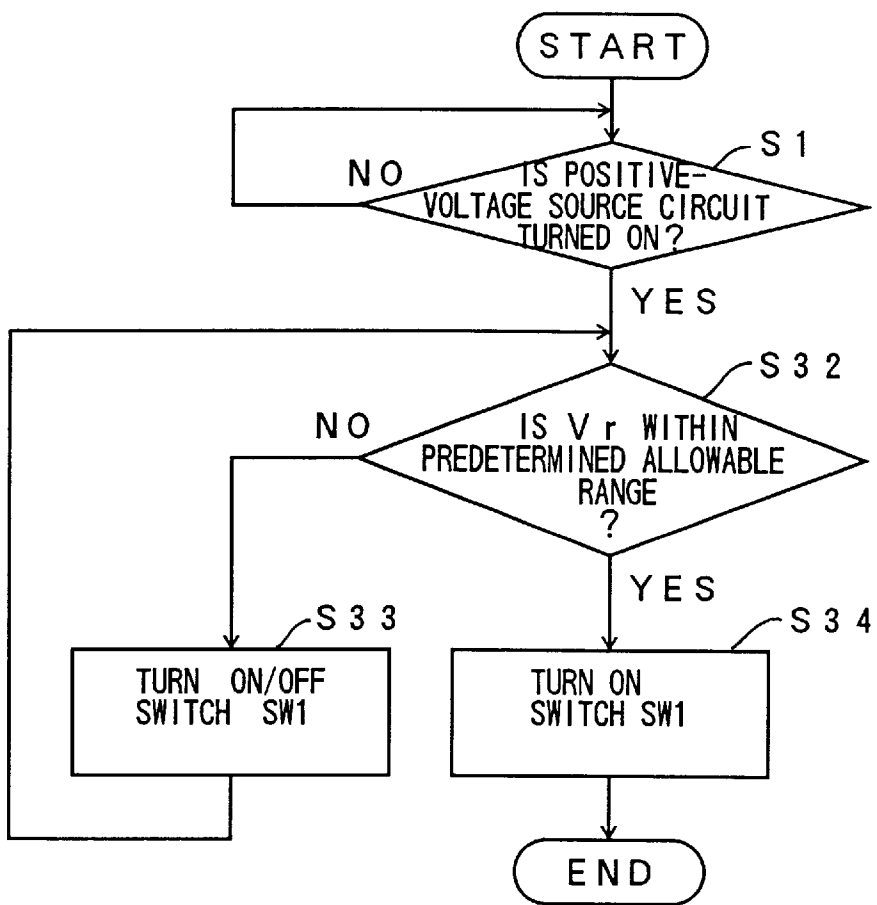 START
S1
NO
IS POSITIVE-
VOLTAGE SOURCE CIRCUIT
TURNED ON?
YES
S32
NO
IS Vr WITHIN
PREDETERMINED ALLOWABLE
RANGE
?
YES
S33
S34
TURN ON/OFF
SWITCH SW1
TURN ON
SWITCH SW1
END